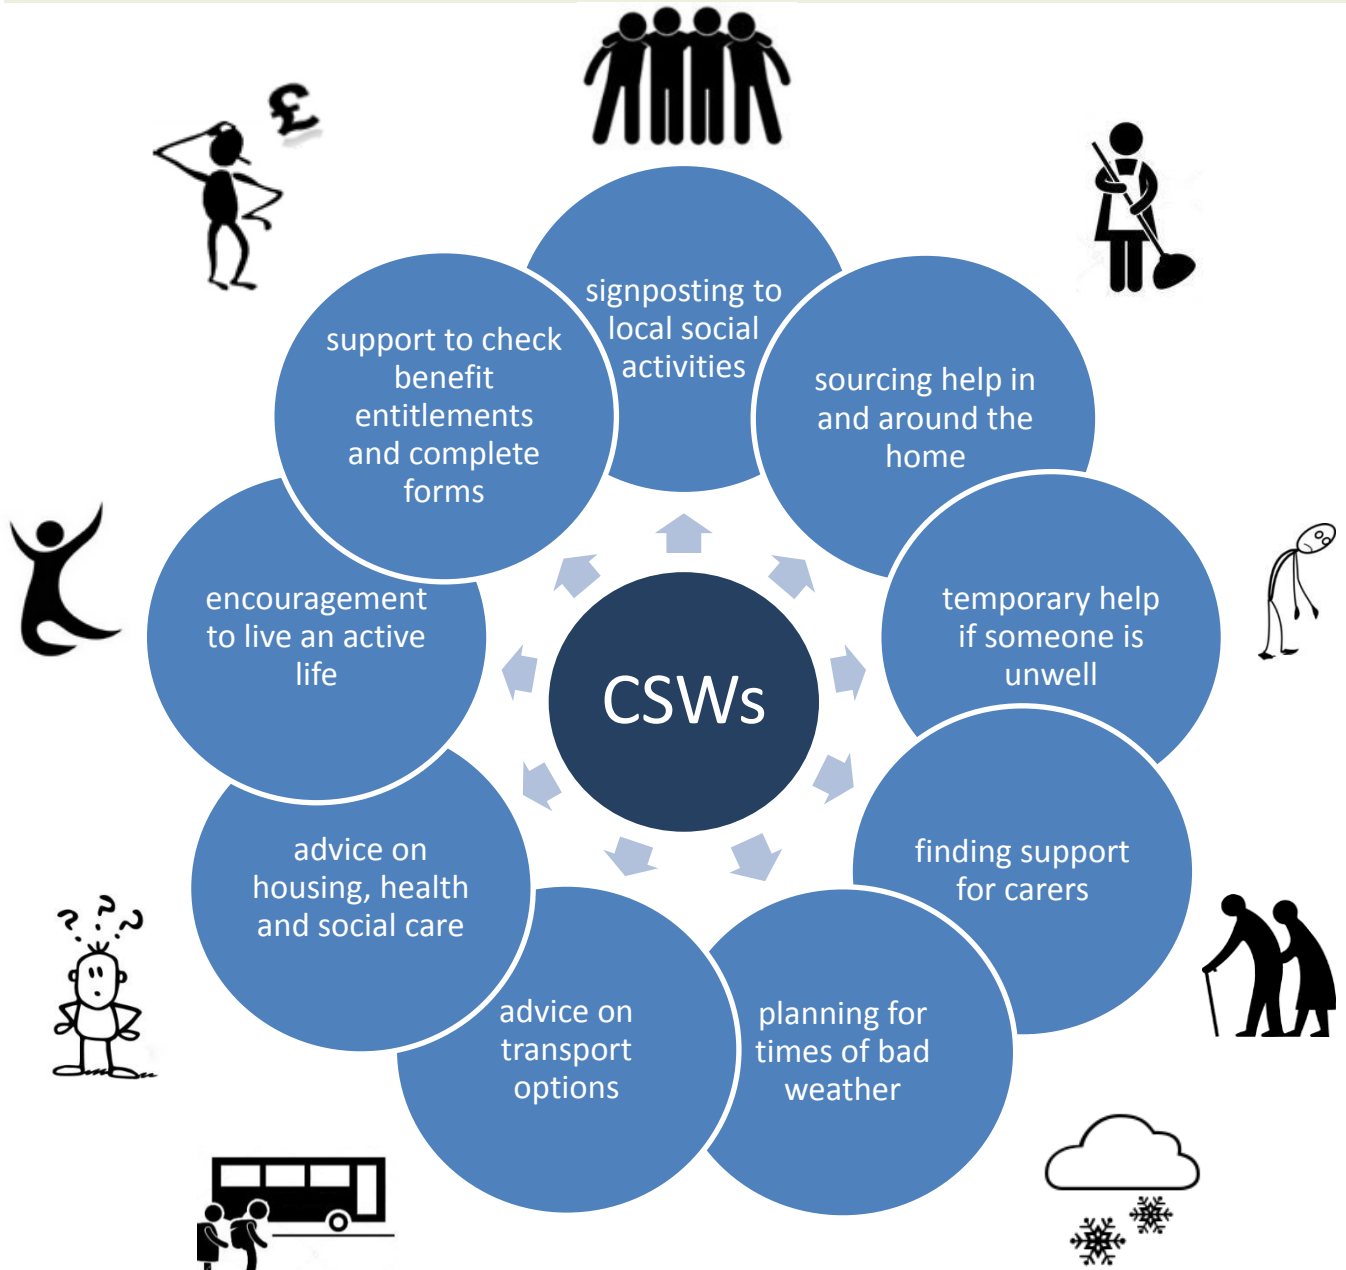 £
signposting to
local social
activities
sourcing help in
and around the
home
temporary help
if someone is
unwell
finding support
for carers
planning for
times of bad
weather
advice on
transport
options
advice on
housing, health
and social care
encouragement
to live an active
life
support to check
benefit
entitlements
and complete
forms
CSWs
? ? ?